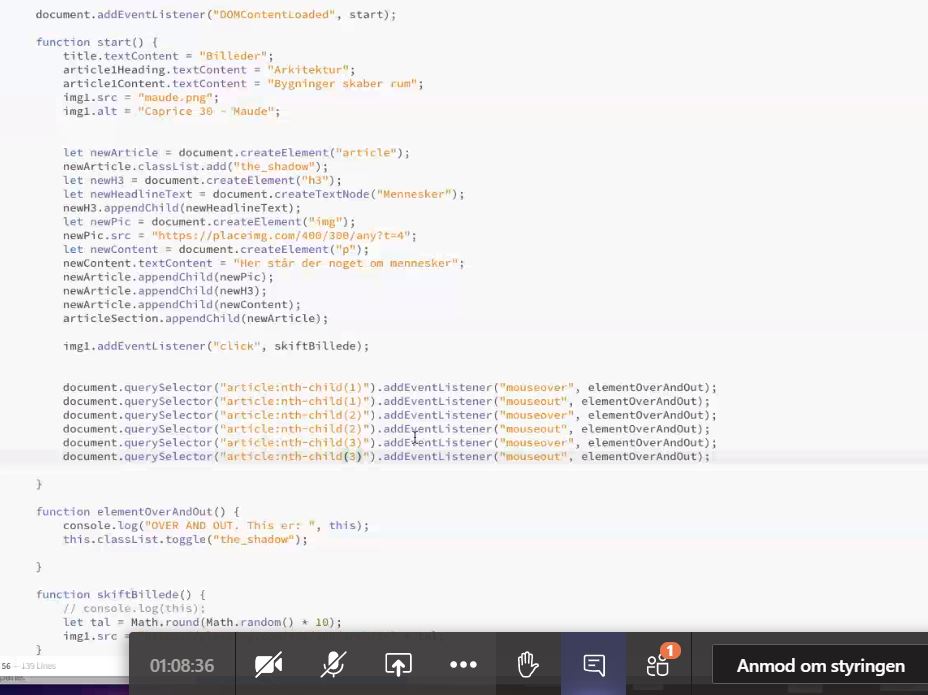 document.addEventListener("DOMContentLoaded", start);
function start() {
title.textContent = "Billeder";
article1Heading.textContent = "Arkitektur";
article1Content.textContent = "Bygninger skaber rum";
img1.src = "maude.png";
img1.alt = "Caprice 30 - Maude";
let newArticle = document.createElement("article");
newArticle.classList.add("the_shadow");
let newH3 = document.createElement("h3");
let newHeadlineText = document.createTextNode("Mennesker");
newH3.appendChild(newHeadlineText);
let newPic = document.createElement("img");
newPic.src = "https://placeimg.com/400/300/any?t=4";
let newContent = document.createElement("p");
newContent.textContent = "Her står der noget om mennesker";
newArticle.appendChild(newPic);
newArticle.appendChild(newH3);
newArticle.appendChild(newContent);
articleSection.appendChild(newArticle);
img1.addEventListener("click", skiftBillede);
document.querySelector("article:nth-child(1)").addEventListener("mouseover", elementOverAndOut);
document.querySelector("article:nth-child(1)").addEventListener("mouseout", elementOverAndOut);
document.querySelector("article:nth-child(2)").addEventListener("mouseover", elementOverAndOut);
document.querySelector("article:nth-child(2)").addEventListener("mouseout", elementOverAndOut);
document.querySelector("article:nth-child(3)").addEventListener("mouseover", elementOverAndOut);
document.querySelector("article:nth-child(3)").addEventListener("mouseout", elementOverAndOut);
}
function elementOverAndOut() {
console.log("OVER AND OUT. This er: ", this);
this.classList.toggle("the_shadow");
}
function skiftBillede() {
// console.log(this);
let tal = Math.round(Math.random() * 10);
img1.src =
}
56 — 139 Lines
01:08:36
1
Anmod om styringen